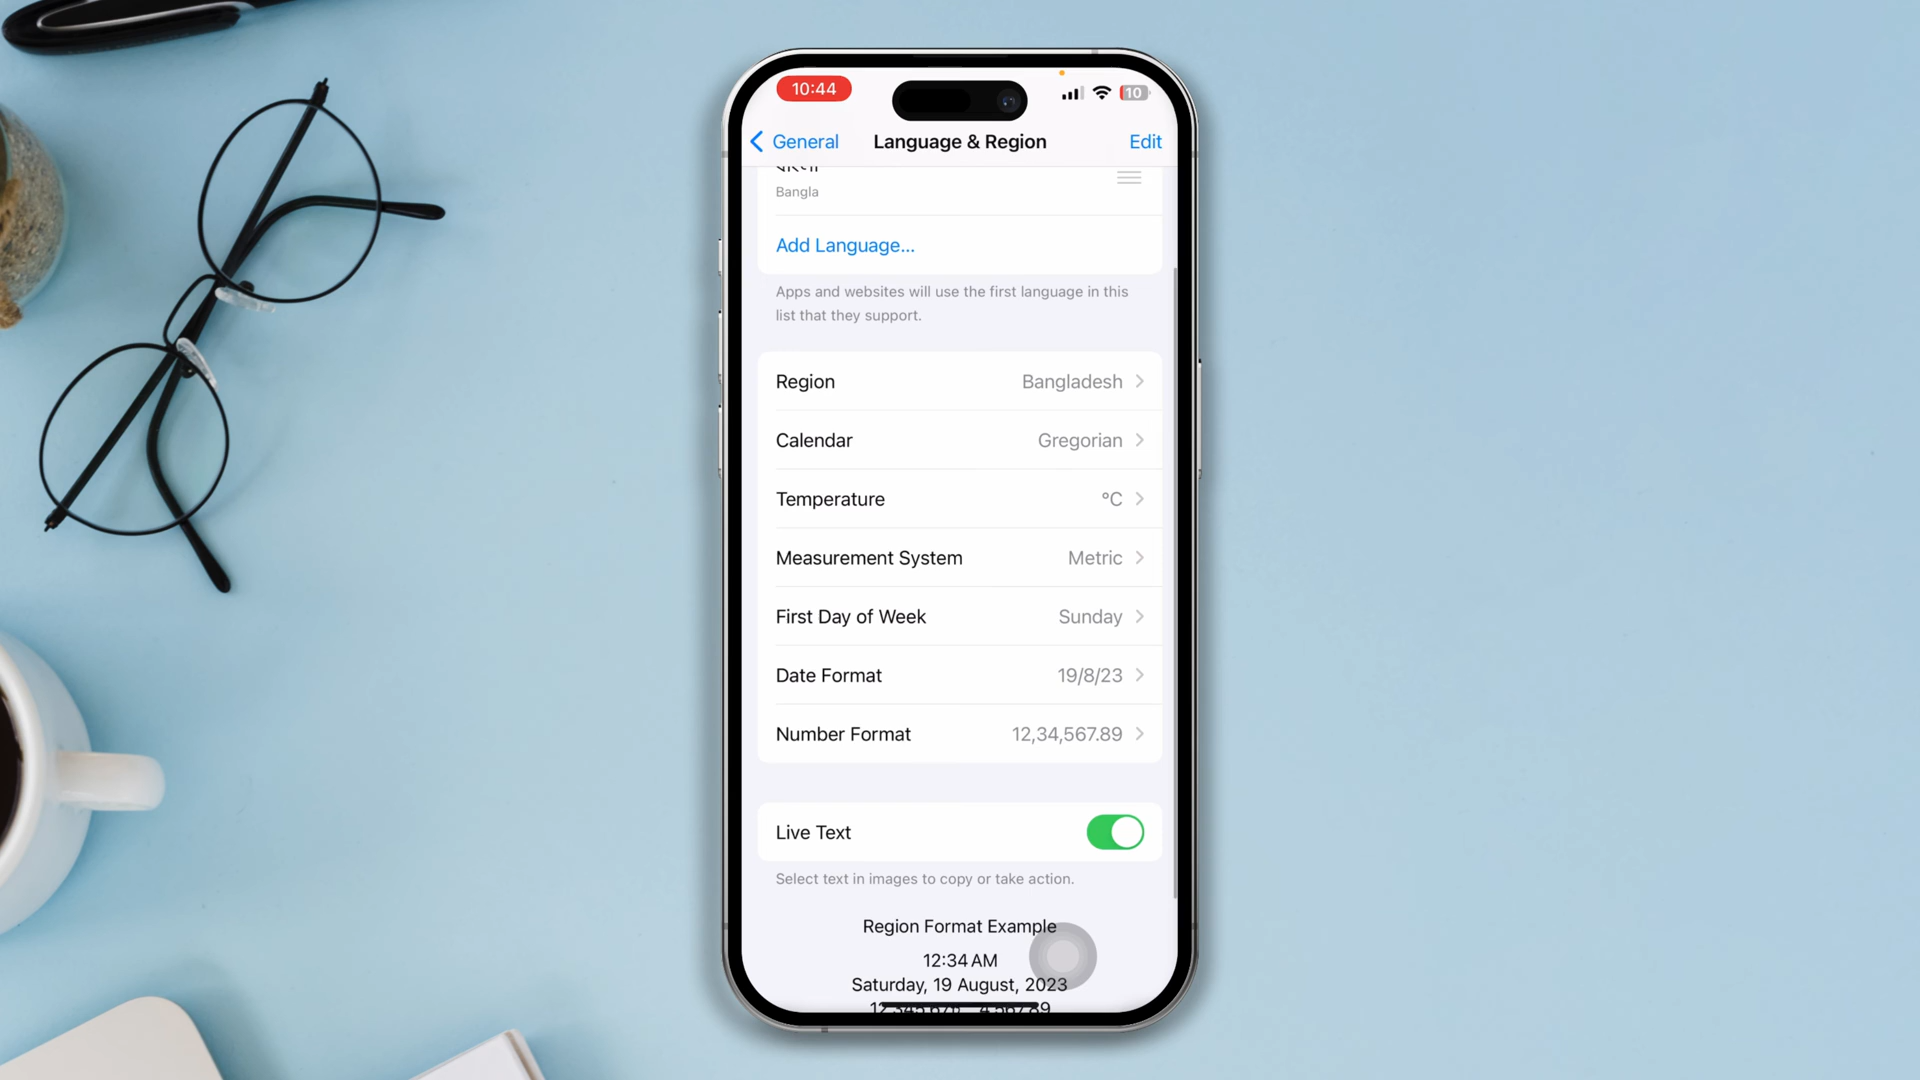 10:44
10
General
Language & Region
Edit
Bangla
Add Language...
Apps and websites will use the first language in this
list that they support.
Region
Bangladesh
Calendar
Gregorian
Temperature
°C
Measurement System
Metric
First Day of Week
Sunday
Date Format
19/8/23
Number Format
12,34,567.89
Live Text
Select text in images to copy or take action.
Region Format Example
12:34 AM
Saturday, 19 August, 2023